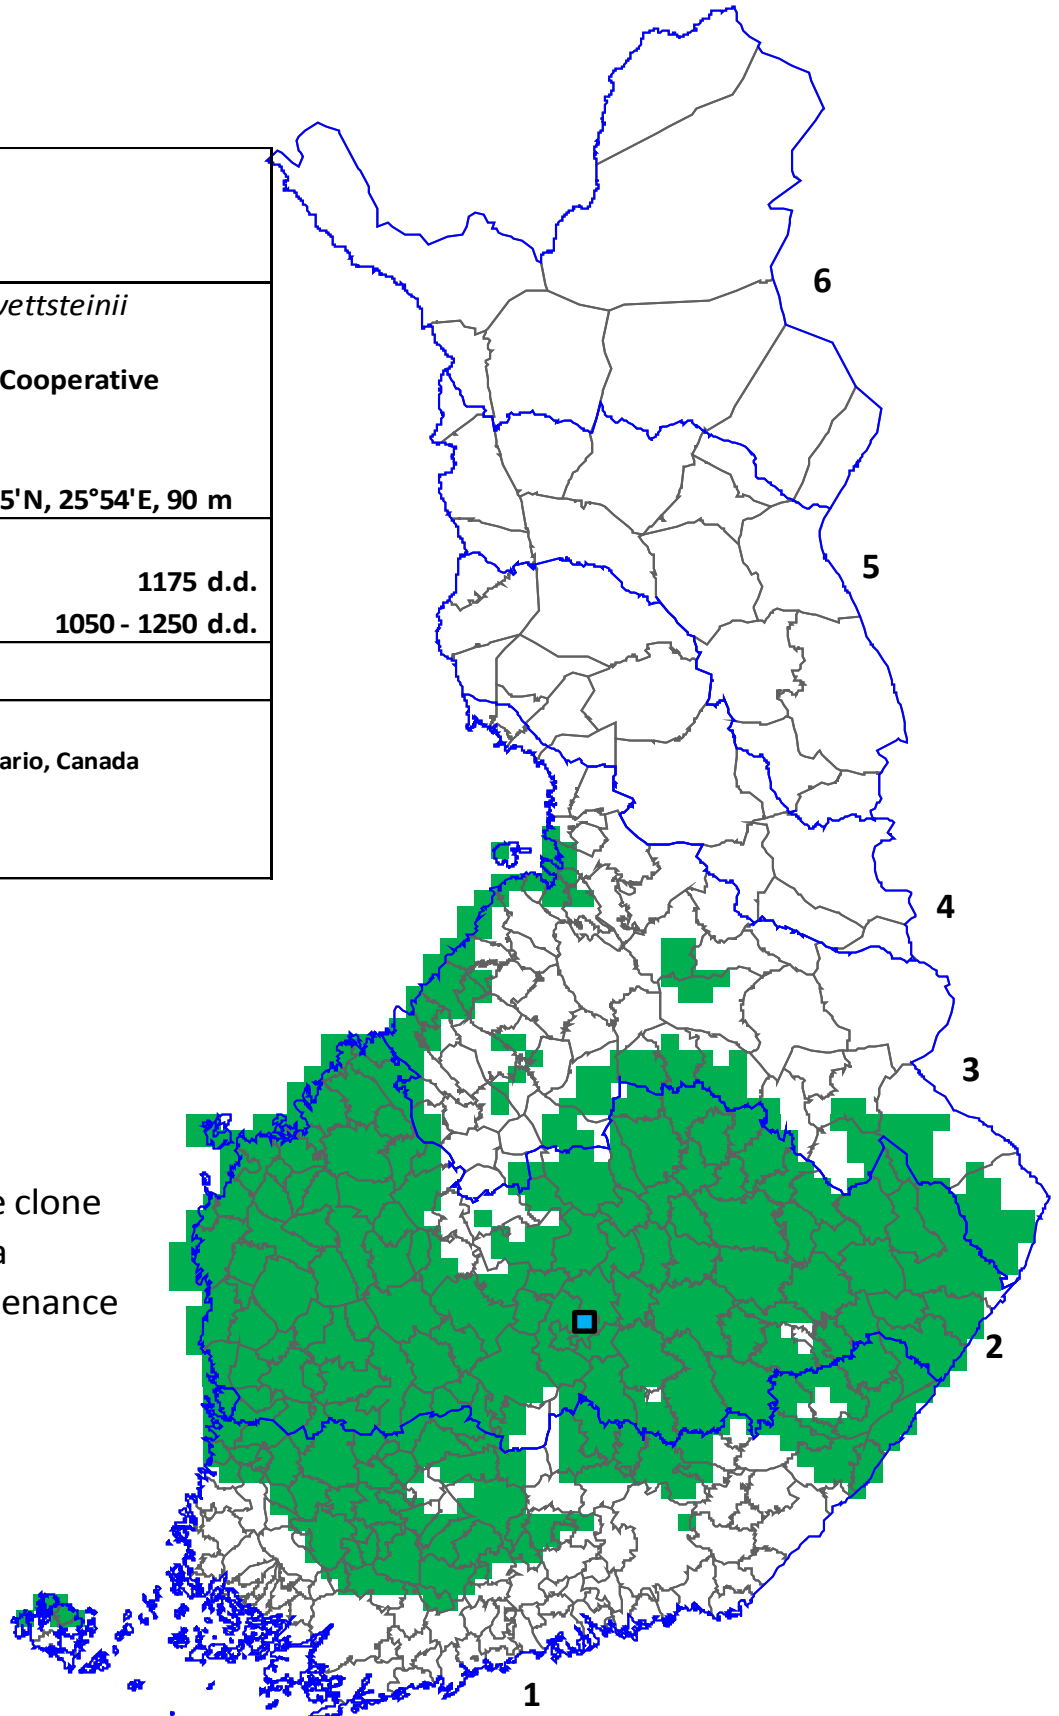 vettsteinii
Cooperative
5'N, 25°54'E, 90 m
1175 d.d.
1050 - 1250 d.d.
ario, Canada
6
5
4
3
e clone
a
enance
2
1